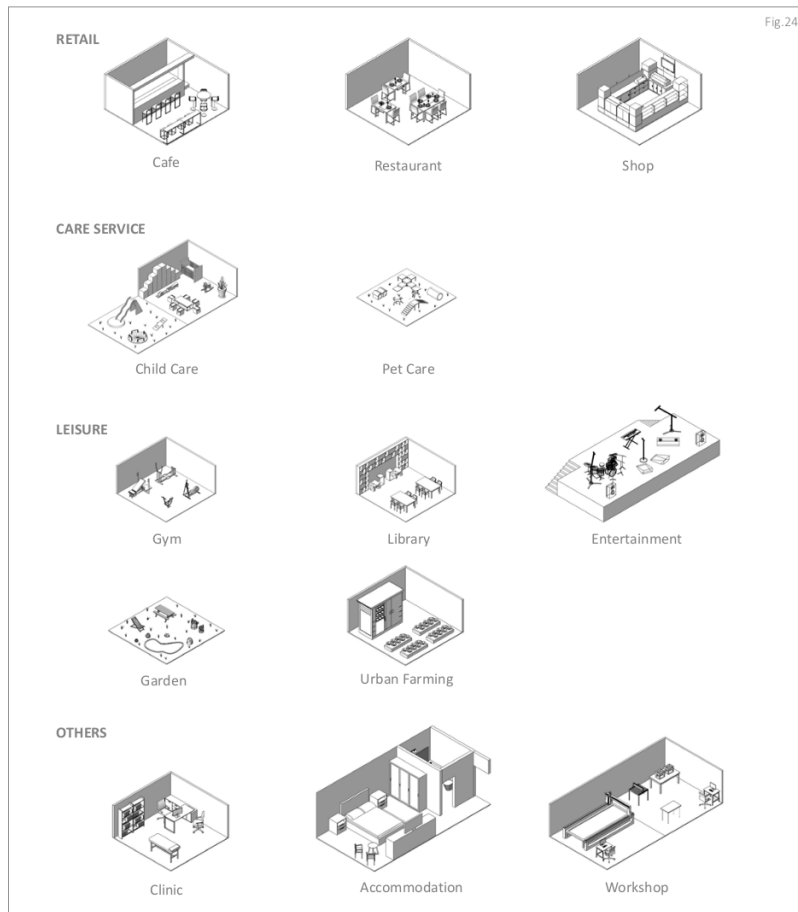 Fig.24
RETAIL
Cafe
Restaurant
Shop
CARE SERVICE
Child Care
Pet Care
LEISURE
Gym
Library
Entertainment
Garden
Urban Farming
OTHERS
Clinic
Accommodation
Workshop